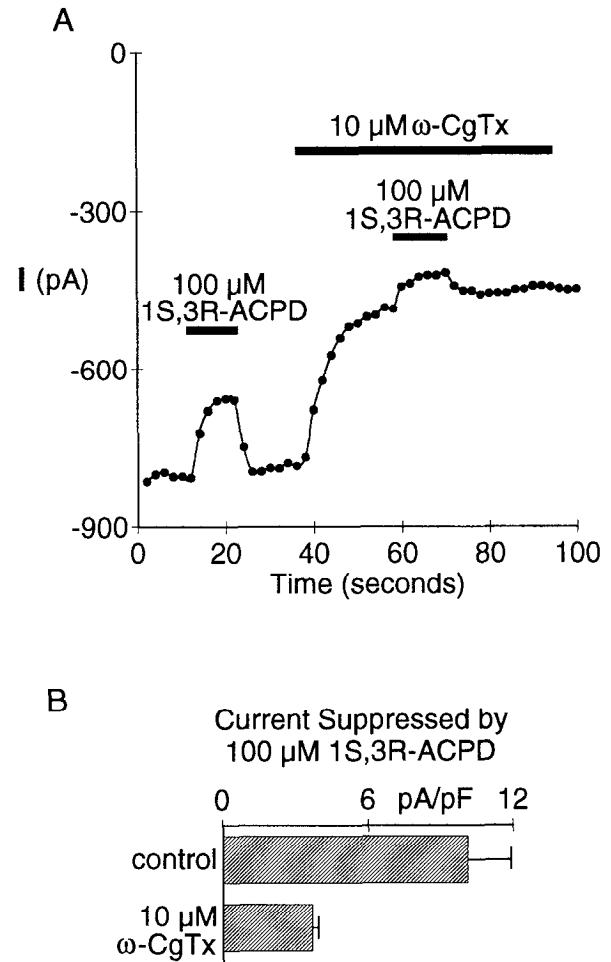 A
0
10 µM ω-CgTx
100 µM
1S,3R-ACPD
-300
I (pA)
100 µM
1S,3R-ACPD
-600
-900
0 20 40 60 80 100
Time (seconds)
B
Current Suppressed by
100 µM 1S,3R-ACPD
0 6 pA/pF 12
control
10 µM
ω-CgTx